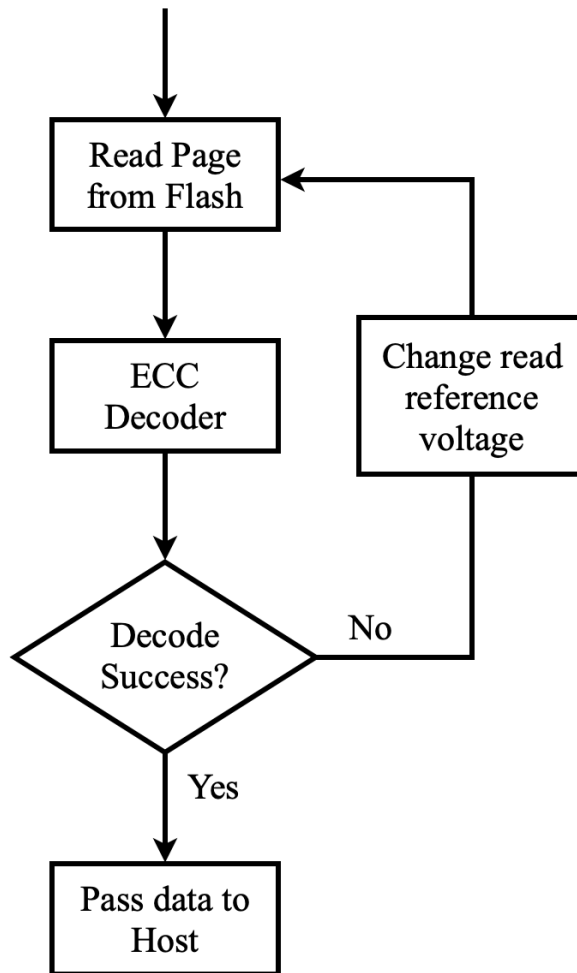 Read Page
from Flash
ECC
Decoder
Change read
reference
voltage
Decode
Success?
No
Yes
Pass data to
Host